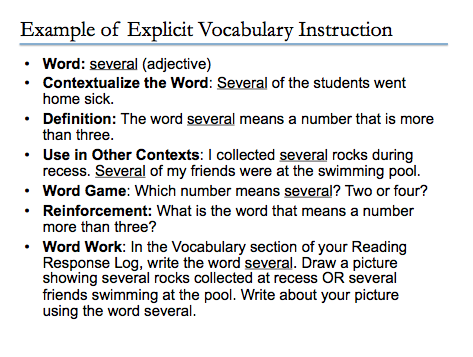 Example of Explicit Vocabulary Instruction
• Word: several (adjective)
• Contextualize the Word: Several of the students went
home sick.
• Definition: The word several means a number that is more
than three.
• Use in Other Contexts: I collected several rocks during
recess. Several of my friends were at the swimming pool.
• Word Game: Which number means several? Two or four?
• Reinforcement: What is the word that means a number
more than three?
• Word Work: In the Vocabulary section of your Reading
Response Log, write the word several. Draw a picture
showing several rocks collected at recess OR several
friends swimming at the pool. Write about your picture
using the word several.